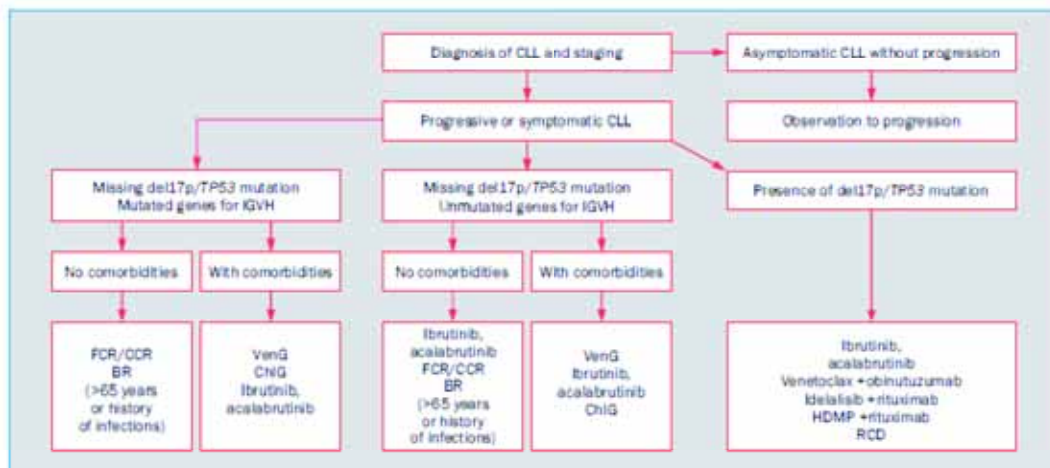 Diagnosis of CLL and staging
Asymptomatic CLL without progression
Progressive or symptomatic CLL
Observation to progression
Missing del17p/TP53 mutation
Mutated genes for IGVH
Missing del17p/TP53 mutation
Unmutated genes for IGVH
Presence of del17p/TP53 mutation
No comorbidities
With comorbidities
No comorbidities
With comorbidities
FCR/CCR
BR
(>65 years
or history
of infections)
VenG
ChlG
Ibrutinib,
acalabrutinib
Ibrutinib,
acalabrutinib
FCR/CCR
BR
(>65 years
or history
of infections)
VenG
Ibrutinib,
acalabrutinib
ChlG
Ibrutinib,
acalabrutinib
Venetoclax +obinutuzumab
Idelalisib +rituximab
HDMP +rituximab
RCD